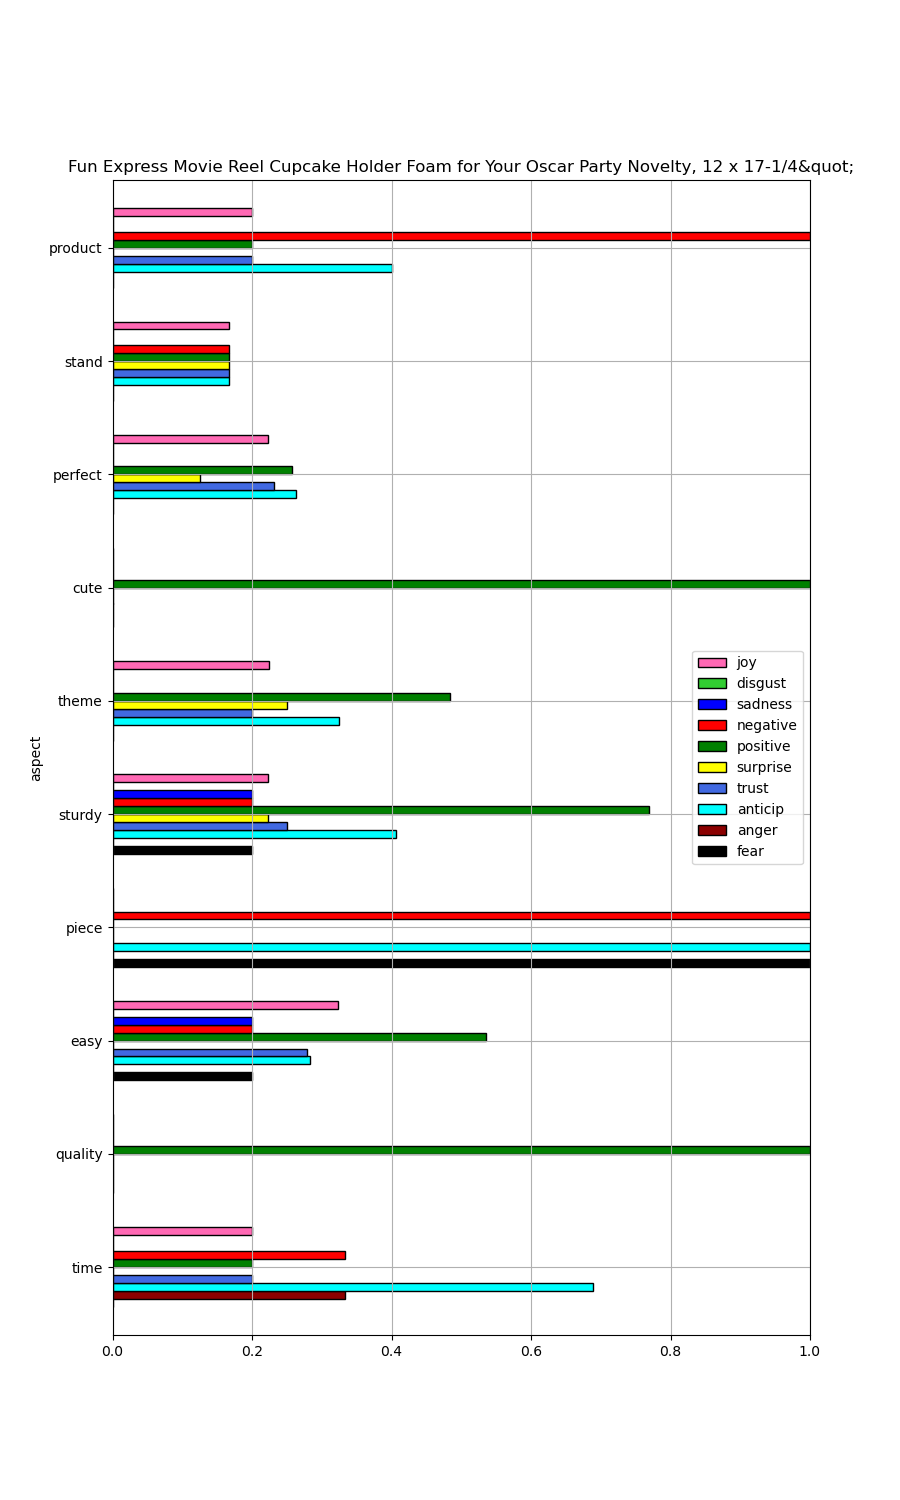 Fun Express Movie Reel Cupcake Holder Foam for Your Oscar Party Novelty, 12 x 17-1/4&quot;
product
stand
perfect
cute
theme
sturdy
piece
easy
quality
time
aspect
joy
disgust
sadness
negative
positive
surprise
trust
anticip
anger
fear
0.0 0.2 0.4 0.6 0.8 1.0